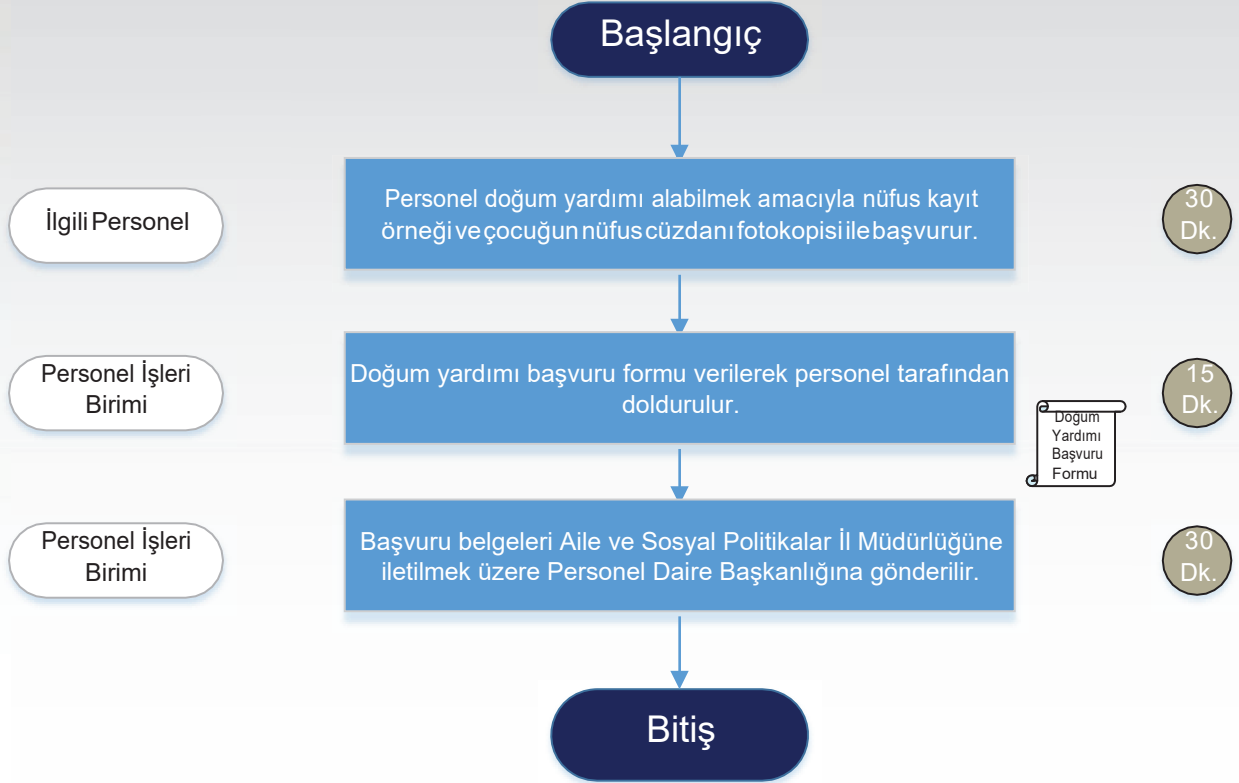 Başlangıç
İlgili Personel
Personel doğum yardımı alabilmek amacıyla nüfus kayıt
örneği ve çocuğun nüfus cüzdanı fotokopisi ile başvurur.
30
Dk.
Personel İşleri
Birimi
Doğum yardımı başvuru formu verilerek personel tarafından
doldurulur.
Doğum
Yardımı
Başvuru
Formu
15
Dk.
Personel İşleri
Birimi
Başvuru belgeleri Aile ve Sosyal Politikalar İl Müdürlüğüne
iletilmek üzere Personel Daire Başkanlığına gönderilir.
30
Dk.
Bitiş